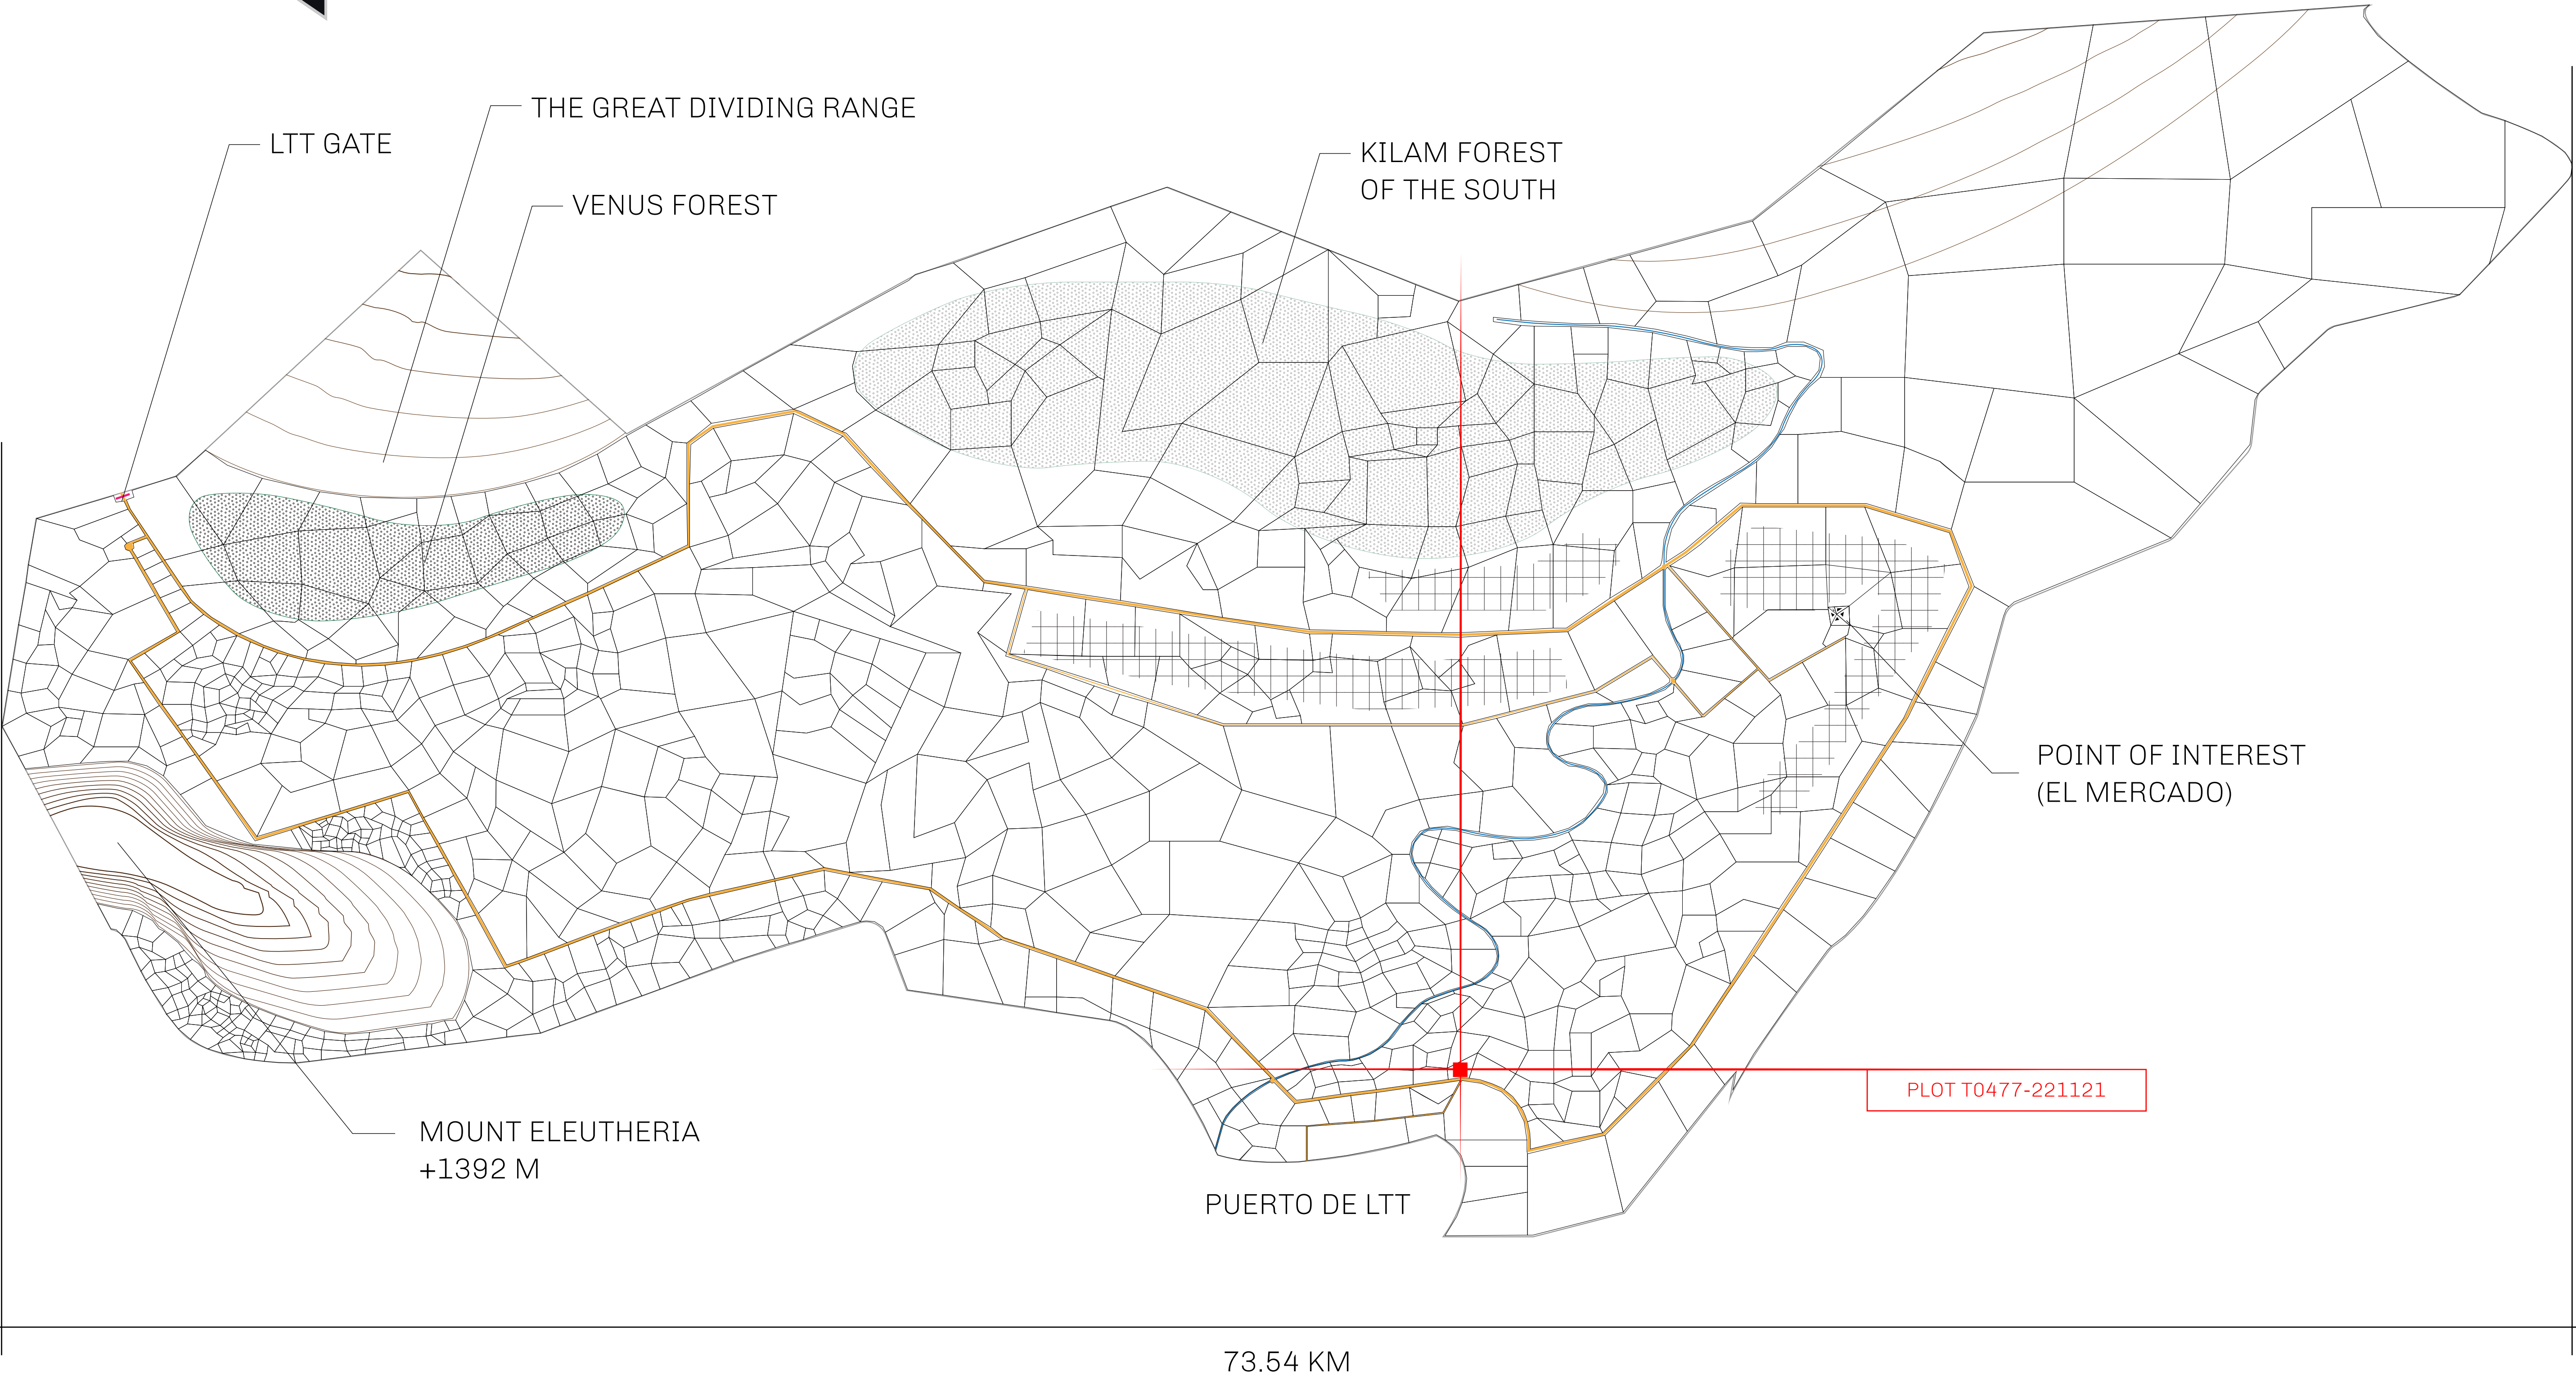 THE GREAT DIVIDING RANGE
LTT GATE
VENUS FOREST
KILAM FOREST
OF THE SOUTH
POINT OF INTEREST
(EL MERCADO)
PLOT T0477-221121
MOUNT ELEUTHERIA
+1392 M
PUERTO DE LTT
73.54 KM